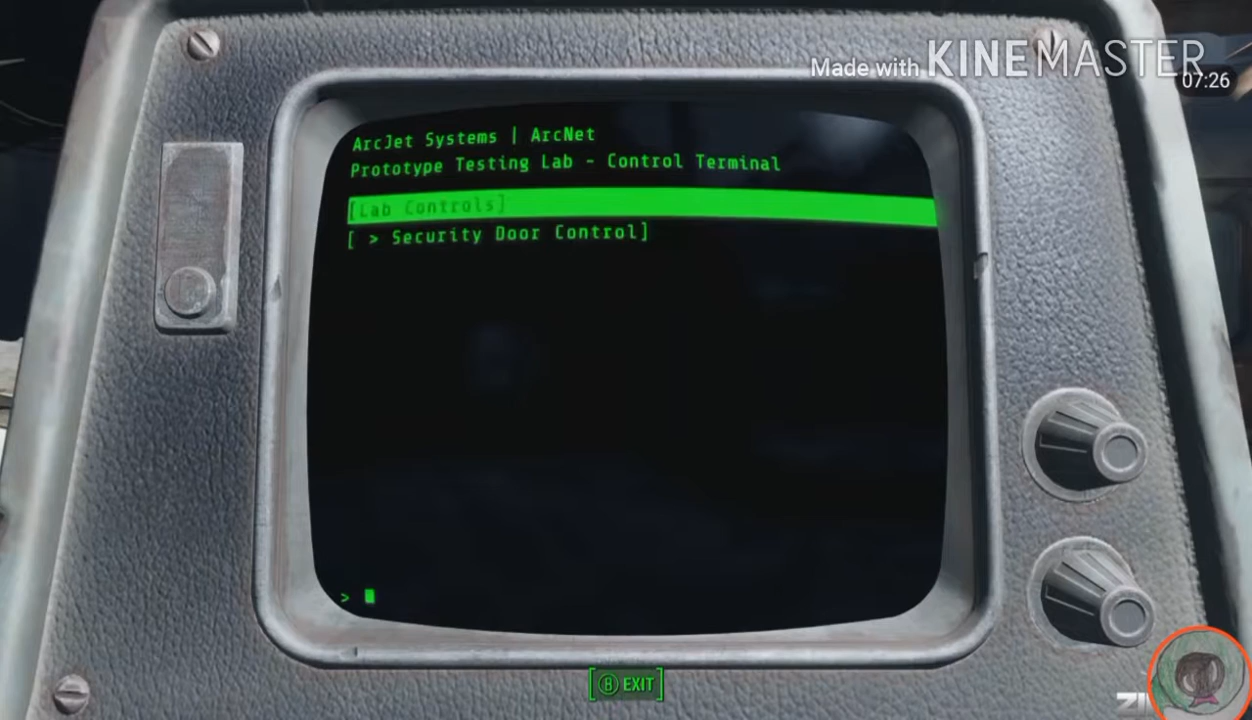 Made with KINEMASTER
07:26
ArcJet Systems | ArcNet
Prototype Testing Lab - Control Terminal
[Lab Controls]
[ > Security Door Control]
>
Ⓑ EXIT